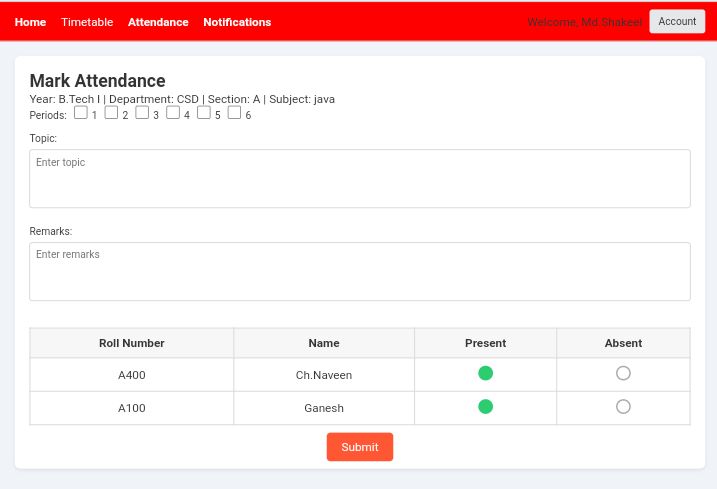 Home Timetable Attendance Notifications Welcome, Md Shakeel Account
Mark Attendance
Year: B.Tech I | Department: CSD | Section: A | Subject: java
Periods: 1 2 3 4 5 6
Topic:
Enter topic
Remarks:
Enter remarks
Roll Number Name Present Absent
A400 Ch.Naveen
A100 Ganesh
Submit